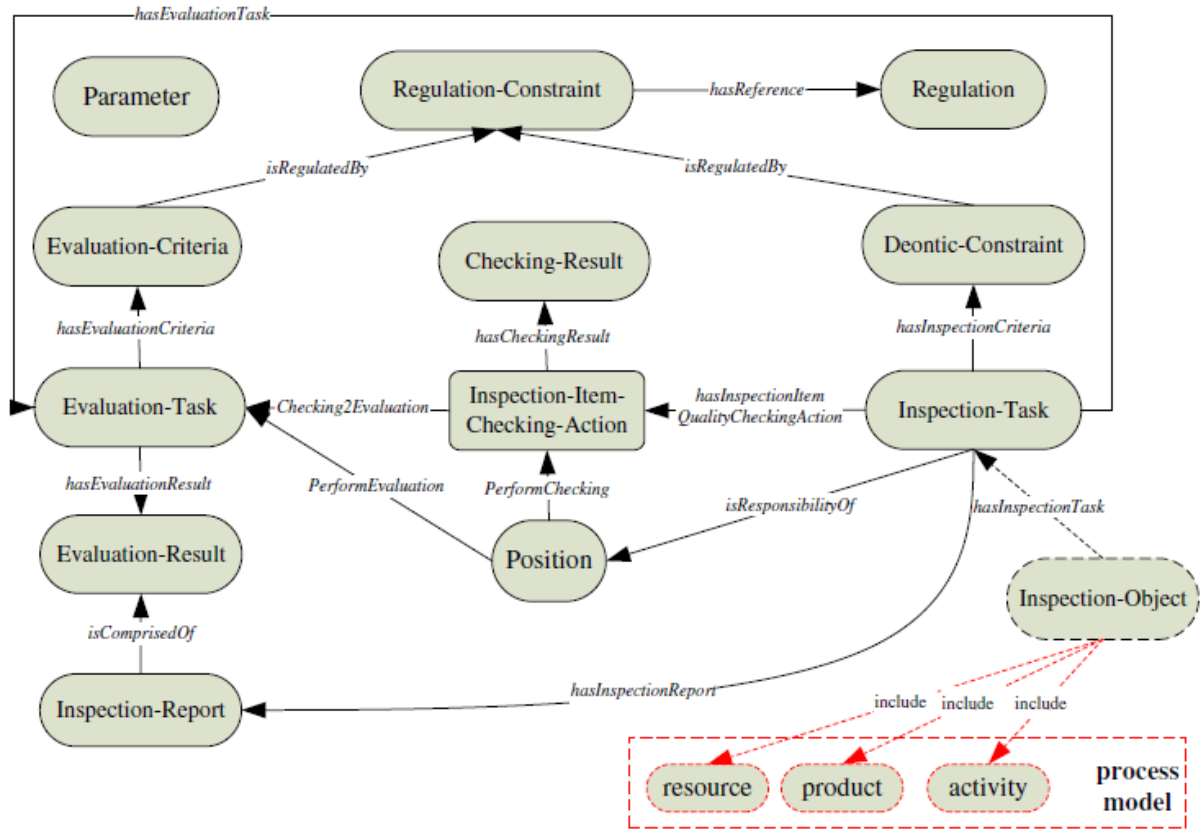 hasEvaluationTask
Parameter
Regulation-Constraint
hasReference
Regulation
isRegulatedBy
isRegulatedBy
Evaluation-Criteria
Checking-Result
Deontic-Constraint
hasEvaluationCriteria
hasCheckingResult
hasInspectionCriteria
Evaluation-Task
Checking2Evaluation
Inspection-Item-
Checking-Action
hasInspectionItem
QualityCheckingAction
Inspection-Task
hasEvaluationResult
PerformEvaluation
PerformChecking
isResponsibilityOf
hasInspectionTask
Evaluation-Result
Position
Inspection-Object
isComprisedOf
Inspection-Report
hasInspectionReport
include
include
include
resource
product
activity
process
model